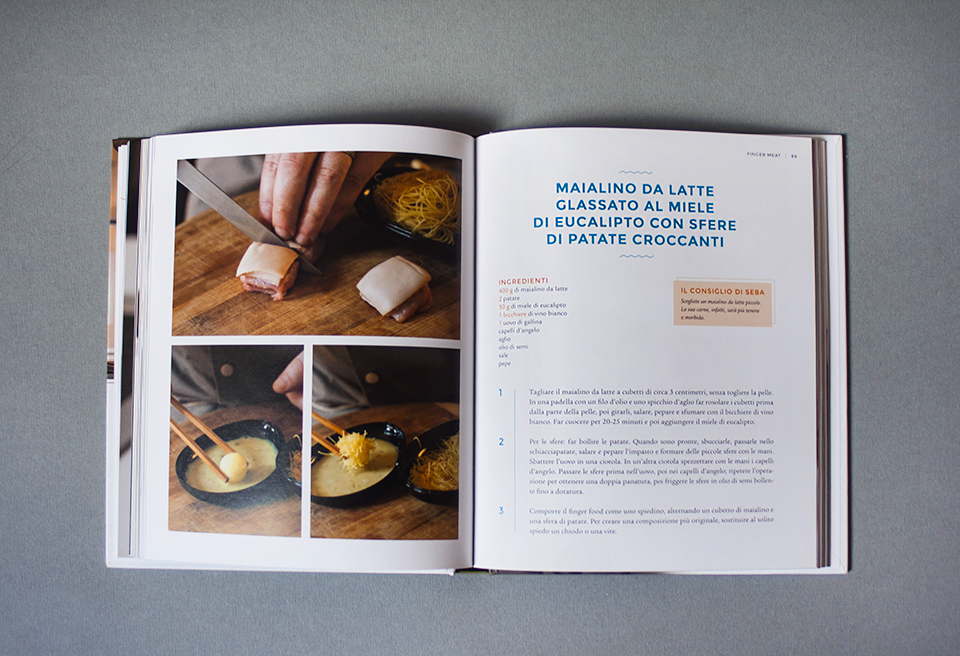 FINGER MEAT | 93
MAIALINO DA LATTE
GLASSATO AL MIELE
DI EUCALIPTO CON SFERE
DI PATATE CROCCANTI
INGREDIENTI
400 g di maialino da latte
2 patate
50 g di miele di eucalipto
1 bicchiere di vino bianco
1 uovo di gallina
capelli d'angelo
aglio
olio di semi
sale
pepe
IL CONSIGLIO DI SEBA
Scegliete un maialino da latte piccolo.
La sua carne, infatti, sarà più tenera
e morbida.
1 Tagliare il maialino da latte a cubetti di circa 3 centimetri, senza togliere la pelle.
In una padella con un filo d'olio e uno spicchio d'aglio far rosolare i cubetti prima
dalla parte della pelle, poi girarli, salare, pepare e sfumare con il bicchiere di vino
bianco. Far cuocere per 20-25 minuti e poi aggiungere il miele di eucalipto.
2 Per le sfere: far bollire le patate. Quando sono pronte, sbucciarle, passarle nello
schiacciapatate, salare e pepare l'impasto e formare delle piccole sfere con le mani.
Sbattere l'uovo in una ciotola. In un'altra ciotola spezzettare con le mani i capelli
d'angelo. Passare le sfere prima nell'uovo, poi nei capelli d'angelo; ripetere l'opera-
zione per ottenere una doppia panatura, poi friggere le sfere in olio di semi bollen-
te fino a doratura.
3 Comporre il finger food come uno spiedino, alternando un cubetto di maialino e
una sfera di patate. Per creare una composizione più originale, sostituire al solito
spiedo un chiodo o una vite.